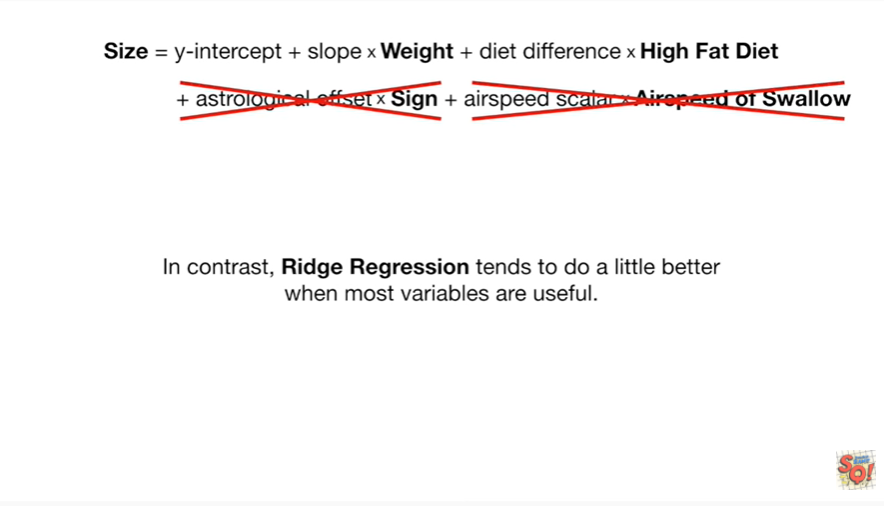 Size = y-intercept + slope × Weight + diet difference × High Fat Diet
+ astrological offset × Sign + airspeed scalar × Airspeed of Swallow
In contrast, Ridge Regression tends to do a little better
when most variables are useful.
SQ!